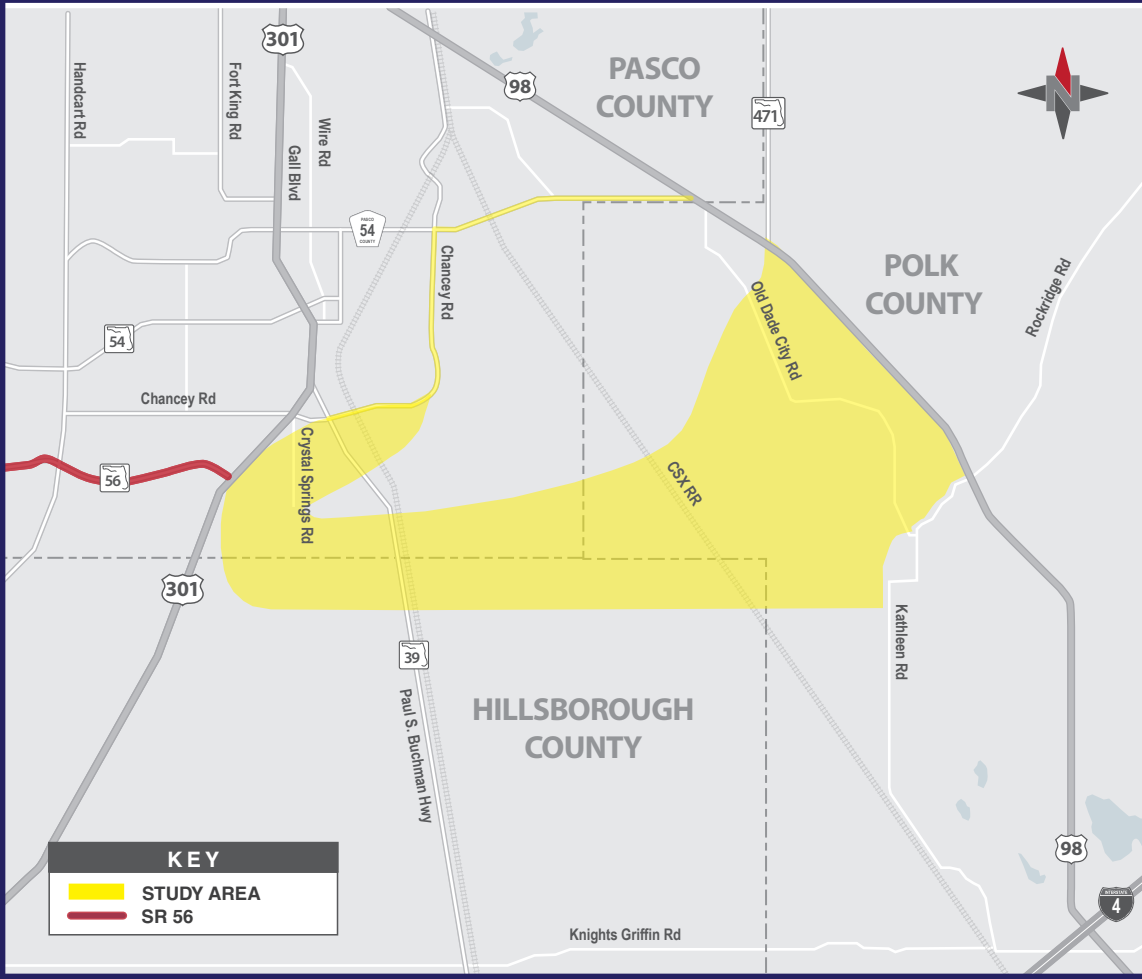 301
98
PASCO
COUNTY
471
N
Handcart Rd
Fort King Rd
Gall Blvd
Wire Rd
PASCO
54
COUNTY
Chancey Rd
POLK
COUNTY
Rockridge Rd
Old Dade City Rd
54
Chancey Rd
56
Crystal Springs Rd
CSX RR
301
39
Kathleen Rd
Paul S. Buchman Hwy
HILLSBOROUGH
COUNTY
98
INTERSTATE
4
KEY
STUDY AREA
SR 56
Knights Griffin Rd